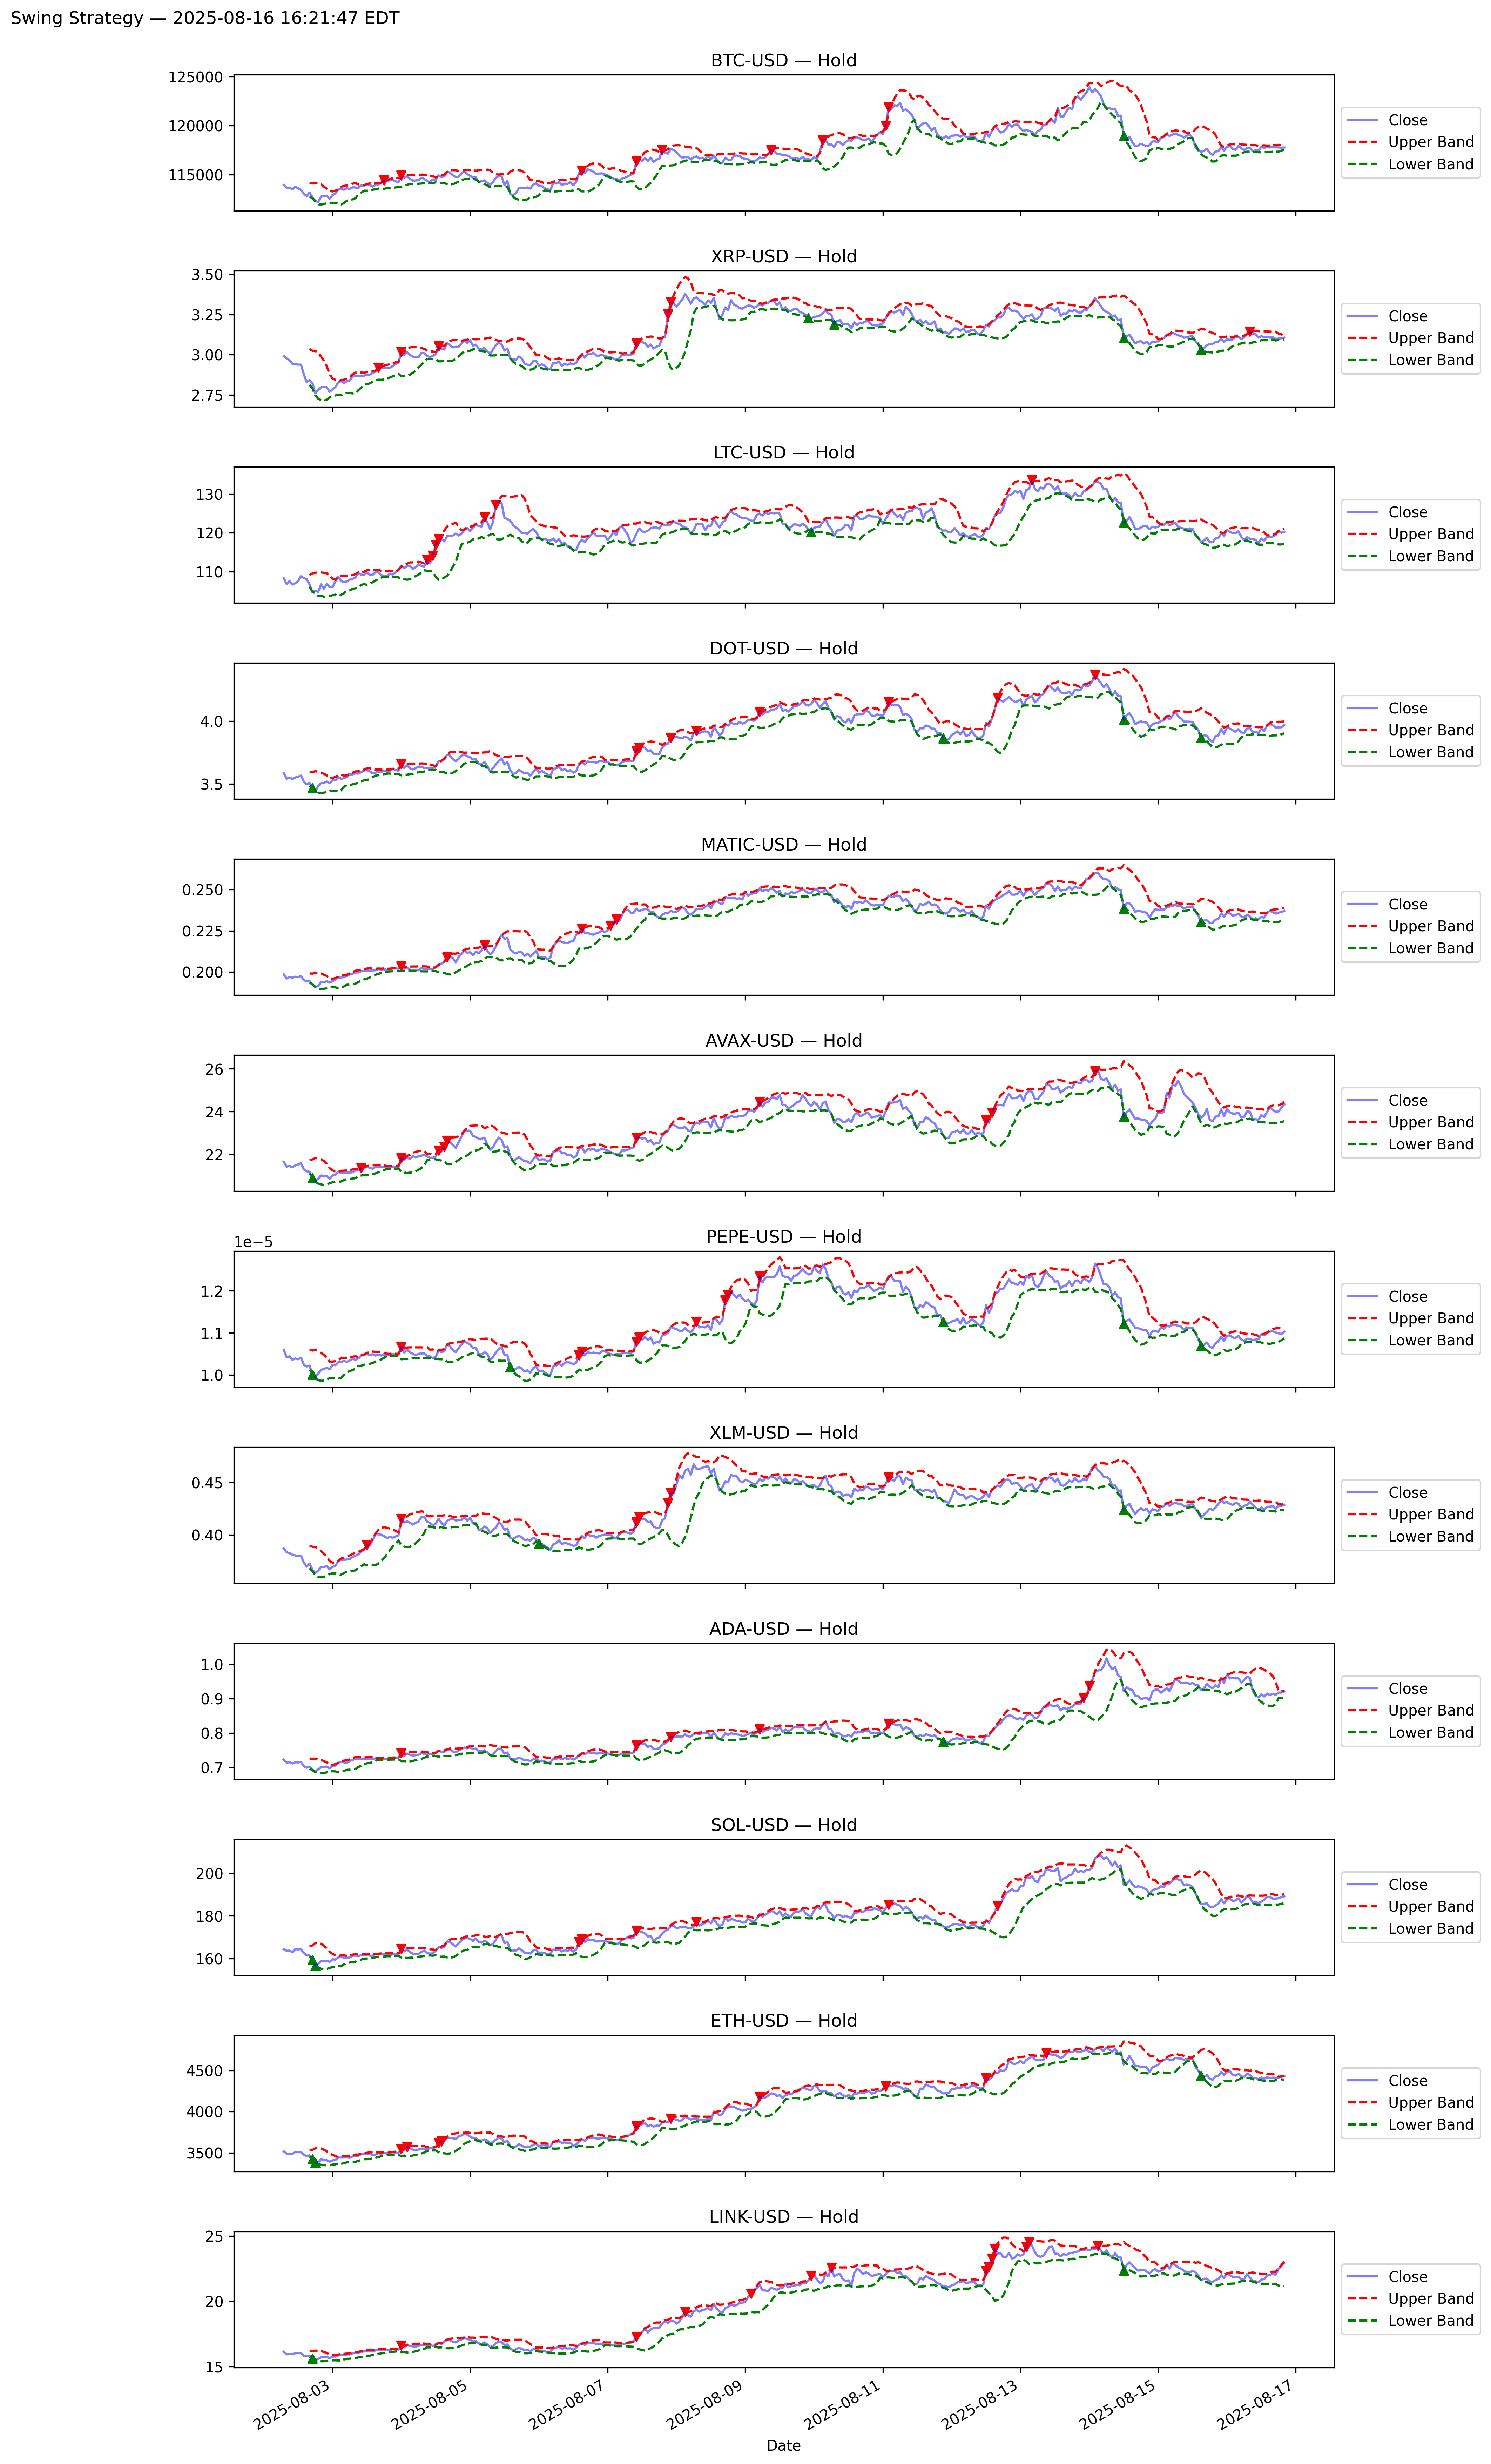 Swing Strategy — 2025-08-16 16:21:47 EDT
BTC-USD — Hold
125000
120000
115000
Close
Upper Band
Lower Band
XRP-USD — Hold
3.50
3.25
3.00
2.75
Close
Upper Band
Lower Band
LTC-USD — Hold
130
120
110
Close
Upper Band
Lower Band
DOT-USD — Hold
4.0
3.5
Close
Upper Band
Lower Band
MATIC-USD — Hold
0.250
0.225
0.200
Close
Upper Band
Lower Band
AVAX-USD — Hold
26
24
22
Close
Upper Band
Lower Band
PEPE-USD — Hold
1e−5
1.2
1.1
1.0
Close
Upper Band
Lower Band
XLM-USD — Hold
0.45
0.40
Close
Upper Band
Lower Band
ADA-USD — Hold
1.0
0.9
0.8
0.7
Close
Upper Band
Lower Band
SOL-USD — Hold
200
180
160
Close
Upper Band
Lower Band
ETH-USD — Hold
4500
4000
3500
Close
Upper Band
Lower Band
LINK-USD — Hold
25
20
15
Close
Upper Band
Lower Band
2025-08-03
2025-08-05
2025-08-07
2025-08-09
2025-08-11
2025-08-13
2025-08-15
2025-08-17
Date